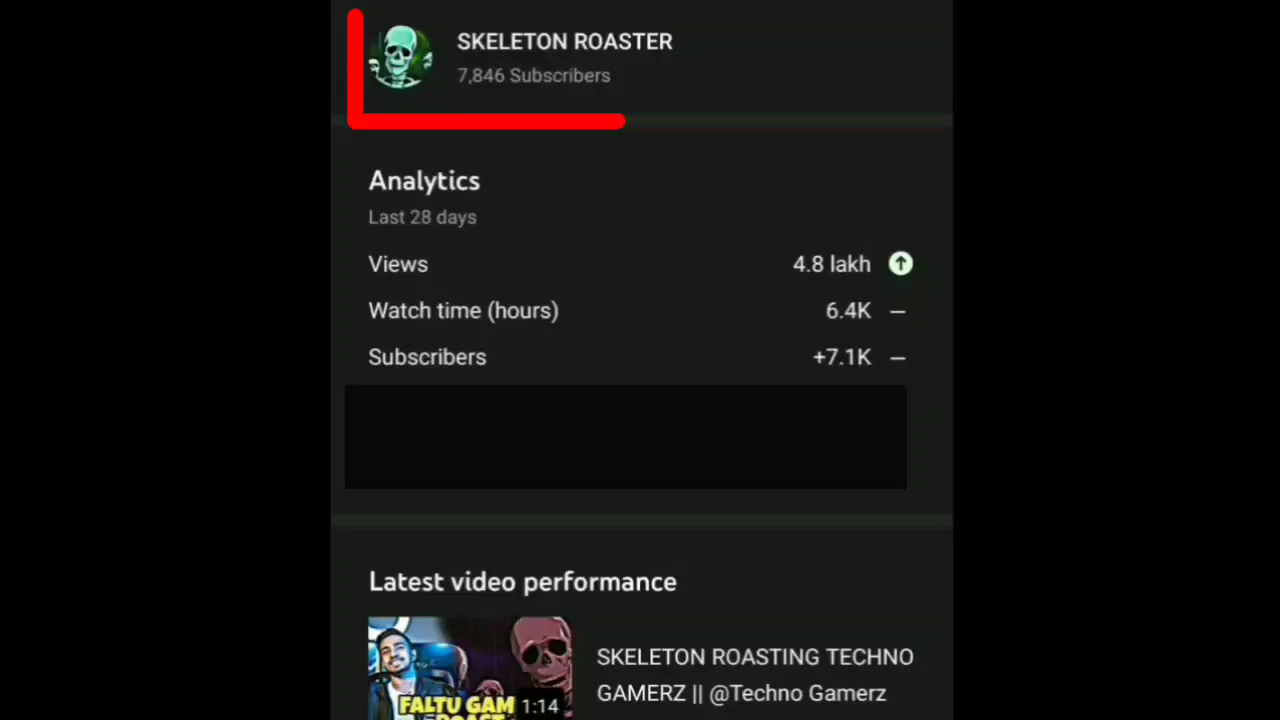 SKELETON ROASTER
7,846 Subscribers
Analytics
Last 28 days
Views 4.8 lakh
Watch time (hours) 6.4K —
Subscribers +7.1K —
Latest video performance
SKELETON ROASTING TECHNO
GAMERZ || @Techno Gamerz
FALTU GAM 1:14
ROAST